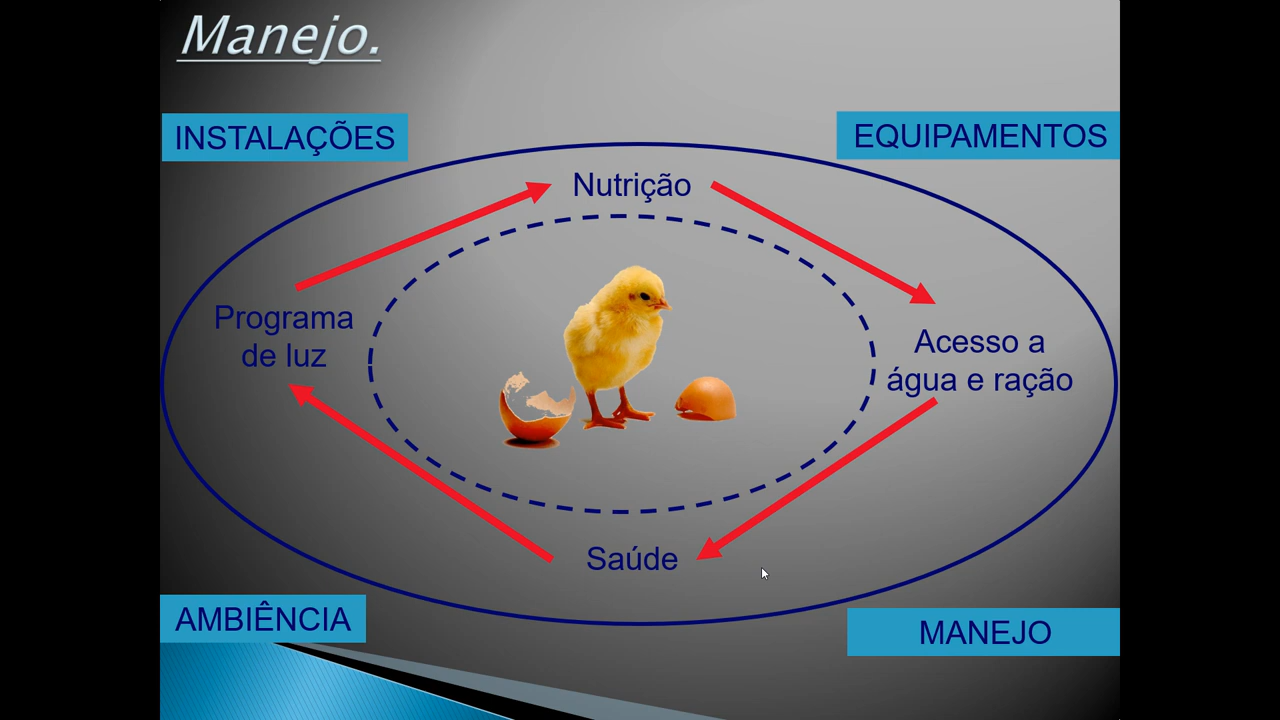 Manejo.
INSTALAÇÕES
EQUIPAMENTOS
Nutrição
Programa
de luz
Acesso a
água e ração
Saúde
AMBIÊNCIA
MANEJO